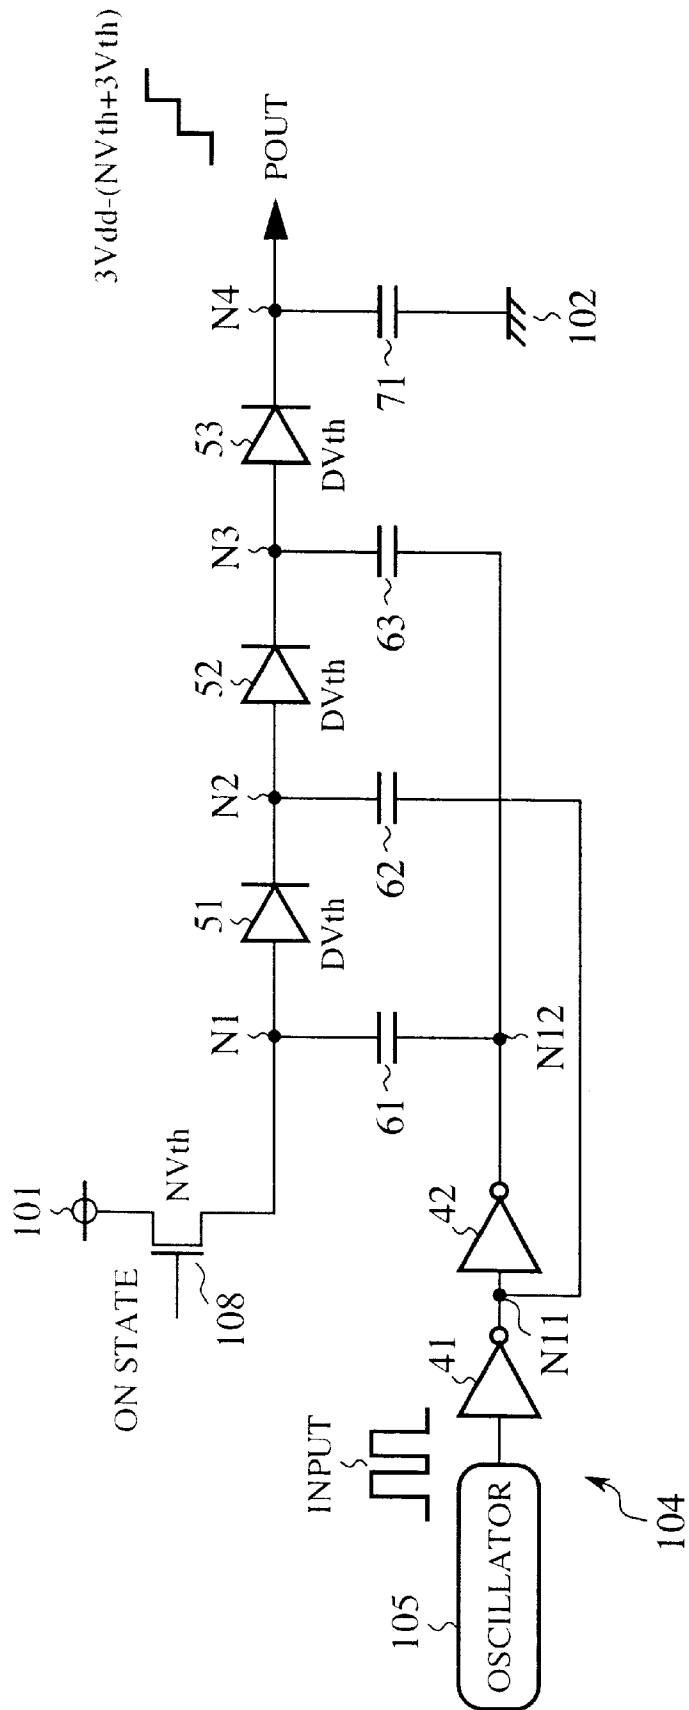 3Vdd-(NVth+3Vth)
101
ON STATE
NVth
108
N1
51
DVth
N2
52
DVth
N3
53
DVth
N4
POUT
61
62
63
71
102
INPUT
105
OSCILLATOR
41
N11
42
N12
104